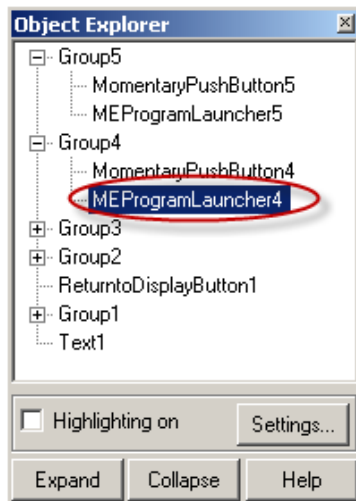 Object Explorer
Group5
MomentaryPushButton5
MEProgramLauncher5
Group4
MomentaryPushButton4
MEProgramLauncher4
Group3
Group2
ReturntoDisplayButton1
Group1
Text1
Highlighting on
Settings...
Expand
Collapse
Help